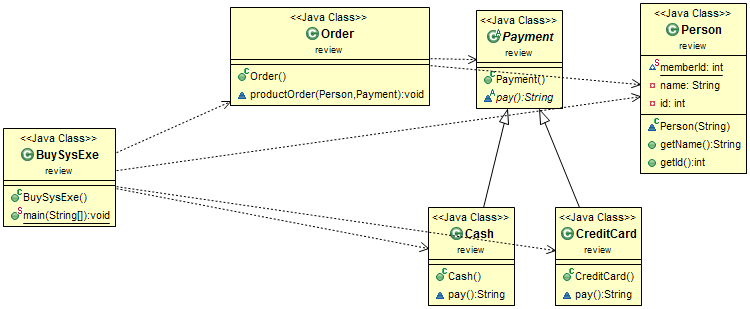 <<Java Class>>
Order
review
Order()
productOrder(Person,Payment):void
<<Java Class>>
Payment
review
Payment()
pay():String
<<Java Class>>
Person
review
memberId: int
name: String
id: int
Person(String)
getName():String
getId():int
<<Java Class>>
BuySysExe
review
BuySysExe()
main(String[]):void
<<Java Class>>
Cash
review
Cash()
pay():String
<<Java Class>>
CreditCard
review
CreditCard()
pay():String